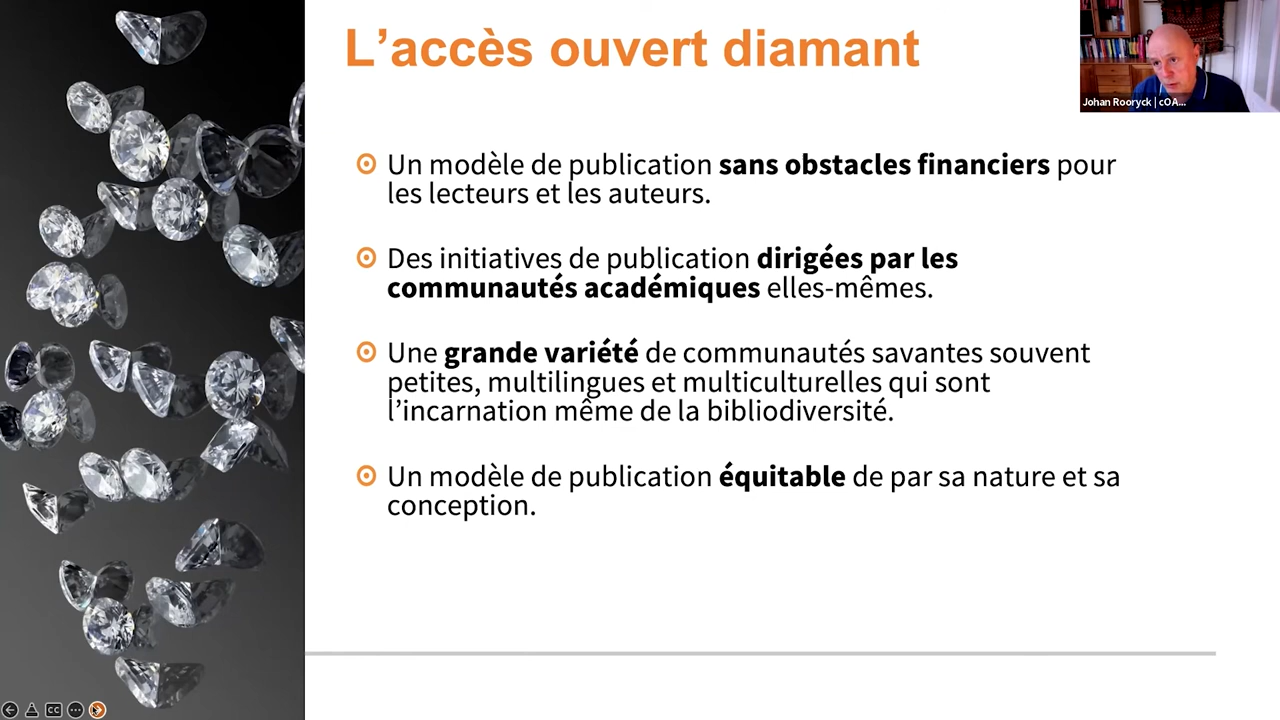 L’accès ouvert diamant
Johan Rooryck | cOA...
Un modèle de publication sans obstacles financiers pour
les lecteurs et les auteurs.
Des initiatives de publication dirigées par les
communautés académiques elles-mêmes.
Une grande variété de communautés savantes souvent
petites, multilingues et multiculturelles qui sont
l’incarnation même de la bibliodiversité.
Un modèle de publication équitable de par sa nature et sa
conception.
CC